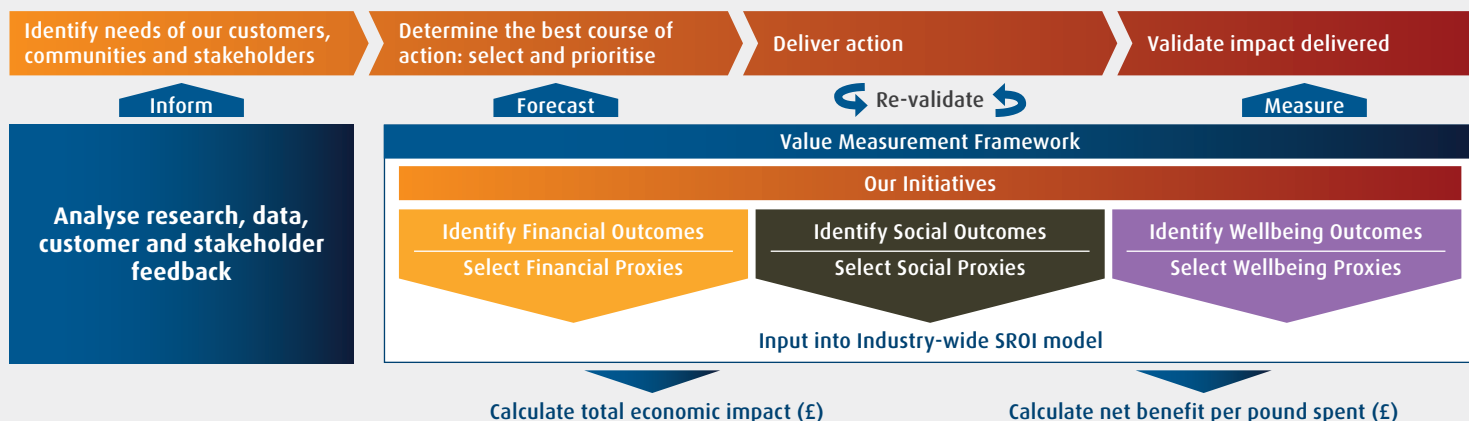 Identify needs of our customers,
communities and stakeholders
Determine the best course of
action: select and prioritise
Deliver action
Validate impact delivered
Inform
Forecast
Re-validate
Measure
Analyse research, data,
customer and stakeholder
feedback
Value Measurement Framework
Our Initiatives
Identify Financial Outcomes
Select Financial Proxies
Identify Social Outcomes
Select Social Proxies
Identify Wellbeing Outcomes
Select Wellbeing Proxies
Input into Industry-wide SROI model
Calculate total economic impact (£)
Calculate net benefit per pound spent (£)